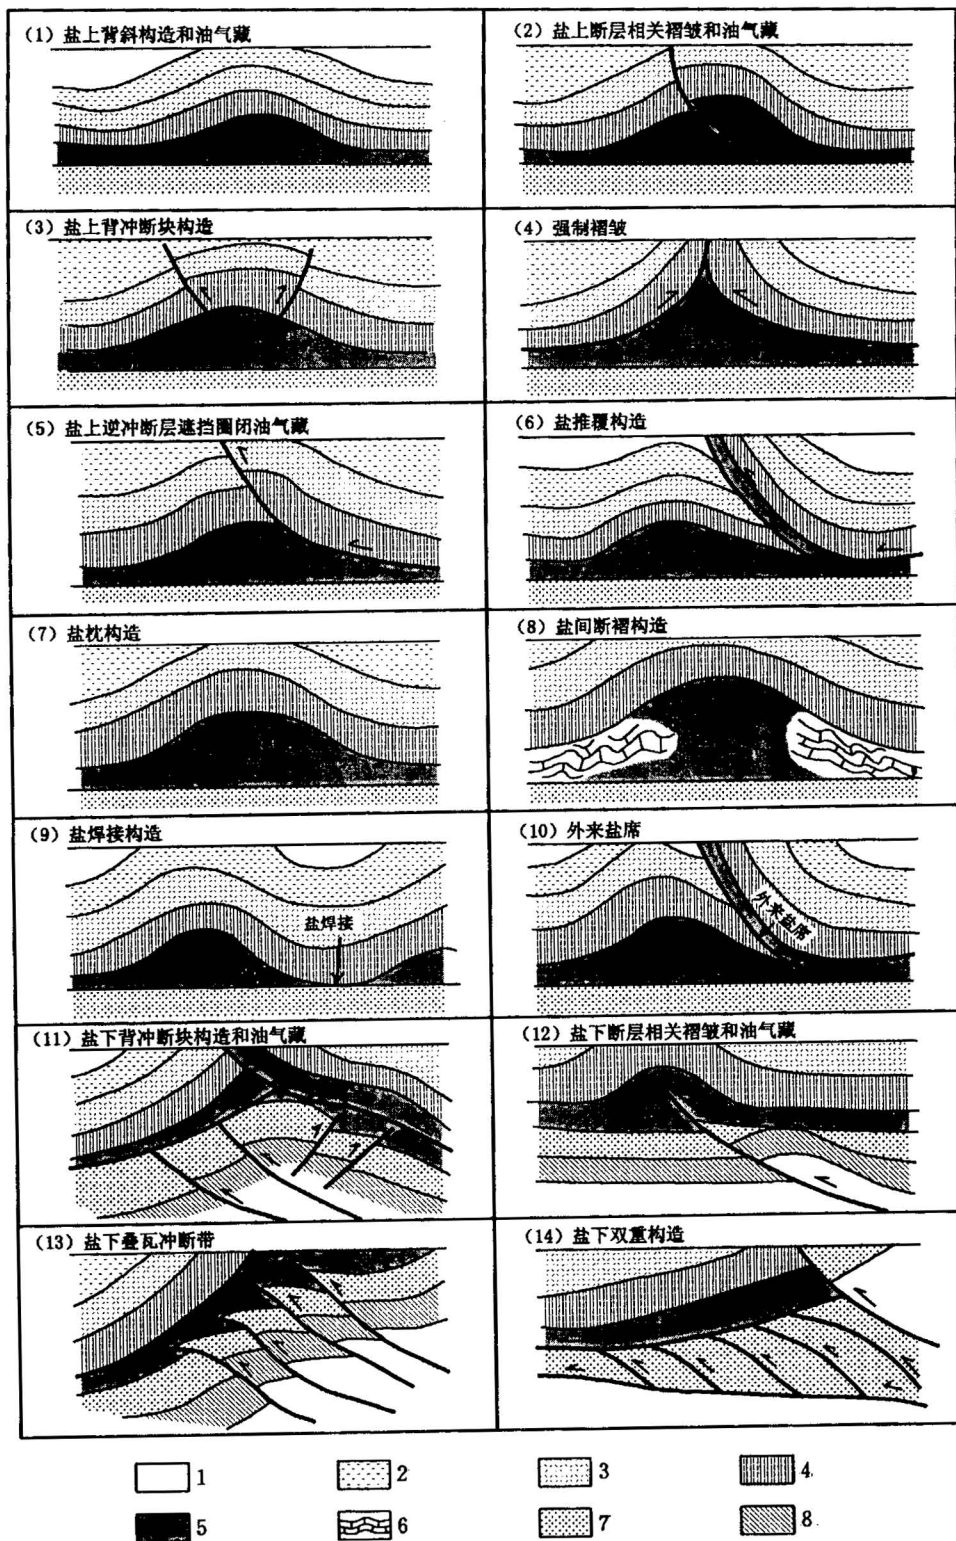 (1) 盐上背斜构造和油气藏
(2) 盐上断层相关褶皱和油气藏
(3) 盐上背冲断块构造
(4) 强制褶皱
(5) 盐上逆冲断层遮挡圈闭油气藏
(6) 盐推覆构造
(7) 盐枕构造
(8) 盐间断褶构造
(9) 盐焊接构造
盐焊接
(10) 外来盐席
外来盐席
(11) 盐下背冲断块构造和油气藏
(12) 盐下断层相关褶皱和油气藏
(13) 盐下叠瓦冲断带
(14) 盐下双重构造
1 2 3 4
5 6 7 8